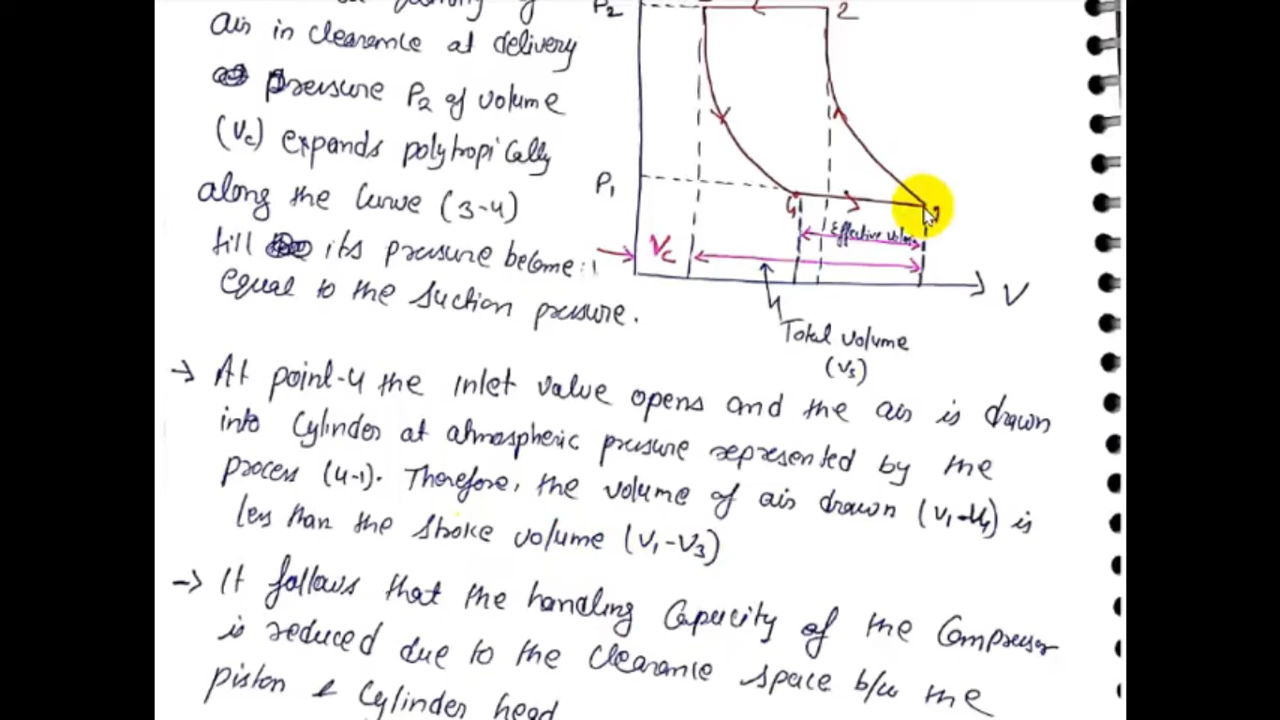 of
air in clearance at delivery
pressure P2 of volume
(Vc) expands polytropically
along the curve (3-4)
till its pressure become
equal to the suction pressure.
P2
2
P1
4
Effective
Vc
V
Total volume
(Vs)
→ At point-4 the inlet value opens and the air is drawn
into cylinder at atmospheric pressure represented by the
process (4-1). Therefore, the volume of air drawn (V1-V4) is
less than the stroke volume (V1-V3)
→ It follows that the handling capacity of the compressor
is reduced due to the clearance space b/w the
piston & cylinder head